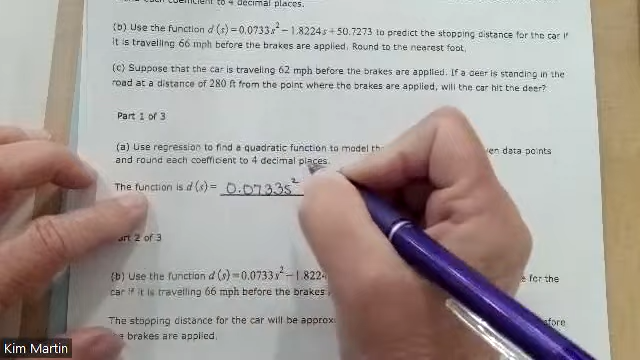 and round each coefficient to 4 decimal places.
(b) Use the function d (s) = 0.0733s² − 1.8224s + 50.7273 to predict the stopping distance for the car if
it is travelling 66 mph before the brakes are applied. Round to the nearest foot.
(c) Suppose that the car is traveling 62 mph before the brakes are applied. If a deer is standing in the
road at a distance of 280 ft from the point where the brakes are applied, will the car hit the deer?
Part 1 of 3
(a) Use regression to find a quadratic function to model the data points
and round each coefficient to 4 decimal places.
The function is d (s) = 0.0733s²
Part 2 of 3
(b) Use the function d (s) = 0.0733s² − 1.822 for the
car if it is travelling 66 mph before the brakes
The stopping distance for the car will be
brakes are applied.
Kim Martin